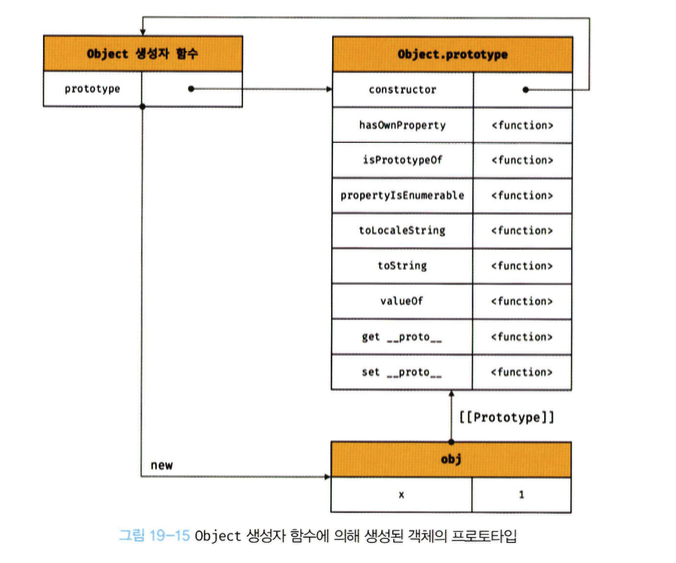 Object 생성자 함수
prototype
Object.prototype
constructor
hasOwnProperty <function>
isPrototypeOf <function>
propertyIsEnumerable <function>
toLocaleString <function>
toString <function>
valueOf <function>
get __proto__ <function>
set __proto__ <function>
[[Prototype]]
new
obj
x 1
그림 19-15 Object 생성자 함수에 의해 생성된 객체의 프로토타입